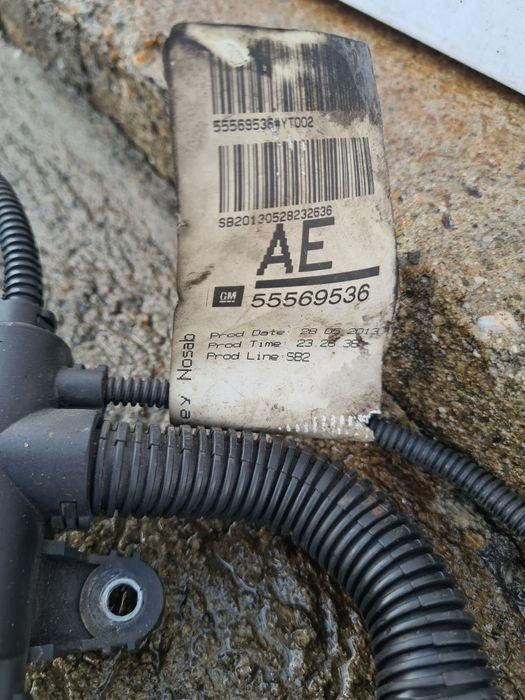 55569536#YT002
SB20130528232636
AE
GM 55569536
Prod Date: 28 05 2013
Prod Time: 23 26 36
Prod Line: SB2
Nosab